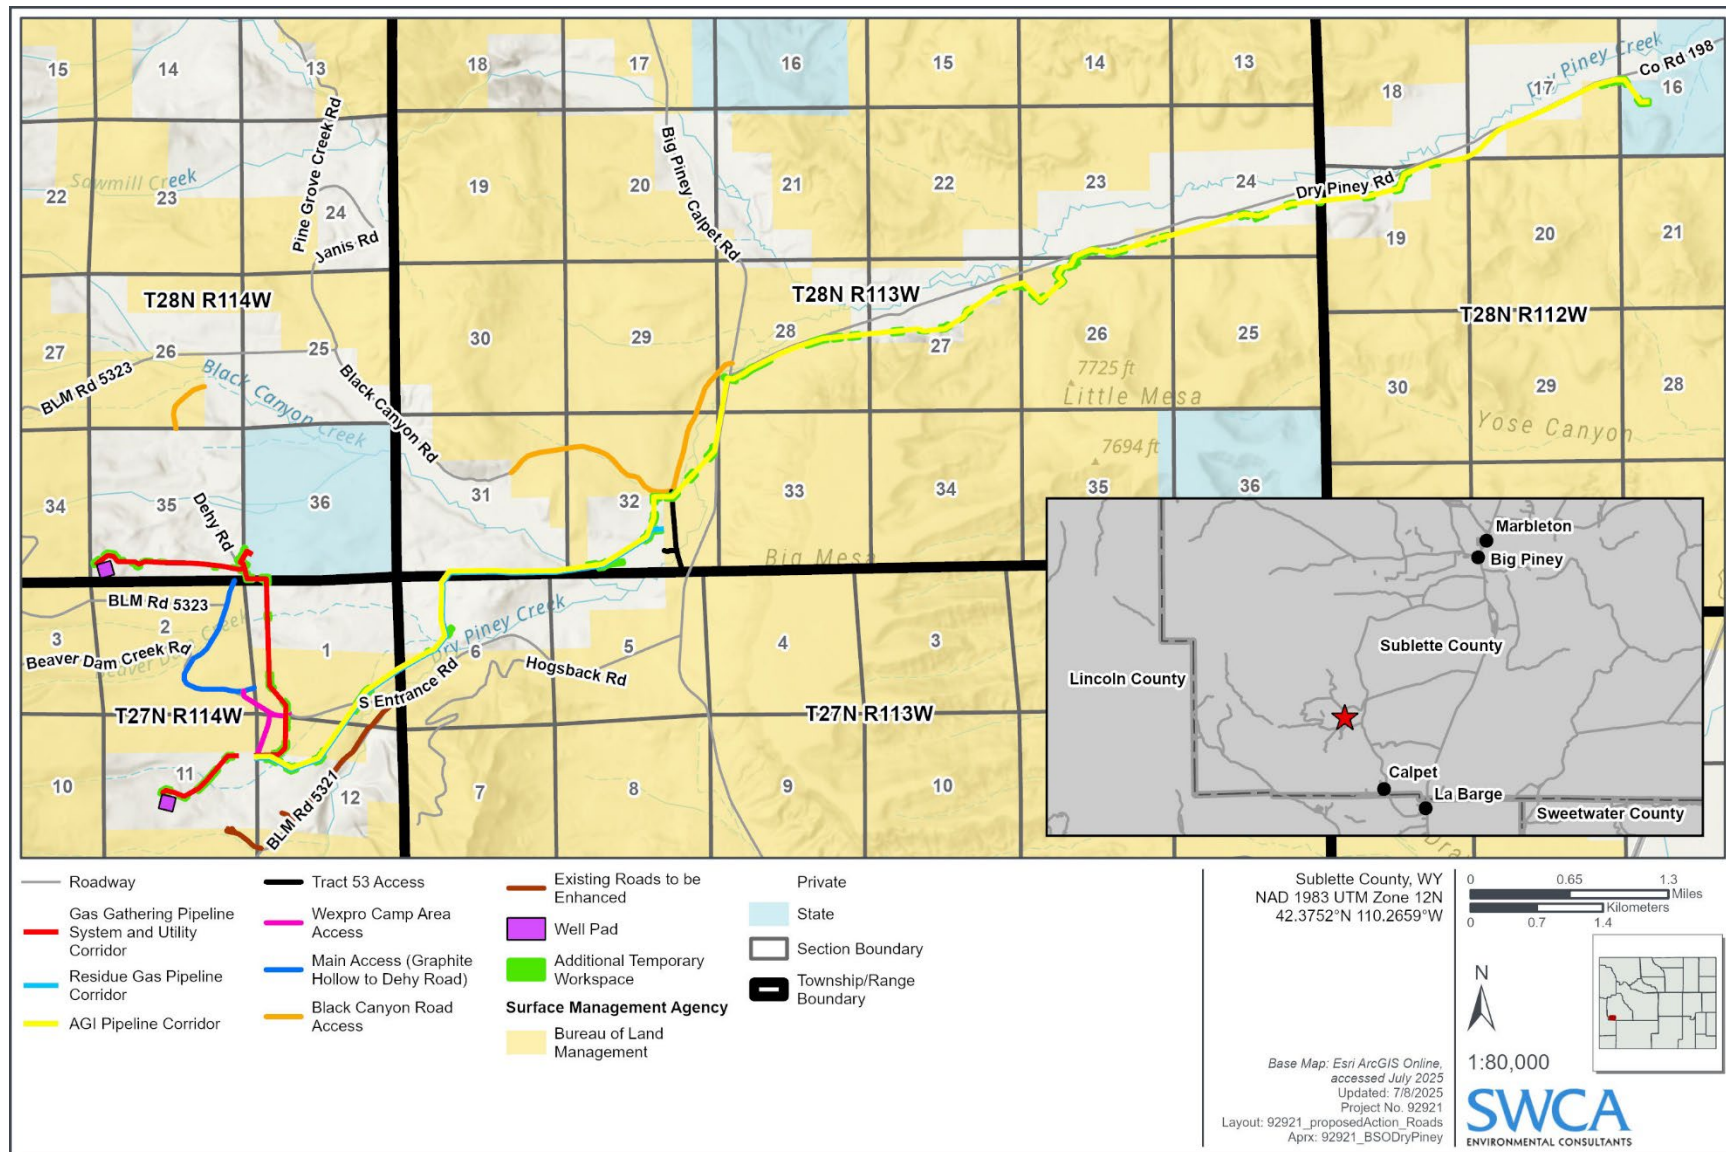 15
14
13
18
17
16
15
14
13
18
17
16
Dry Piney Creek
Co Rd 198
Pine Grove Creek Rd
Big Piney Calpet Rd
Sawmill Creek
22
23
24
19
20
21
22
23
24
Dry Piney Rd
19
20
21
Janis Rd
T28N R114W
T28N R113W
T28N R112W
27
26
25
30
29
28
27
26
25
30
29
28
BLM Rd 5323
Black Canyon Creek
Black Canyon Rd
7725 ft
Little Mesa
7694 ft
Yose Canyon
34
35
36
31
32
33
34
35
36
Dehy Rd
Big Mesa
BLM Rd 5323
3
2
1
6
5
4
3
Beaver Dam Creek
Beaver Dam Creek Rd
Dry Piney Creek
S Entrance Rd
Hogsback Rd
T27N R114W
T27N R113W
10
11
12
7
8
9
10
BLM Rd 5321
Marbleton
Big Piney
Sublette County
Lincoln County
Calpet
La Barge
Sweetwater County
Roadway
Gas Gathering Pipeline
System and Utility
Corridor
Residue Gas Pipeline
Corridor
AGI Pipeline Corridor
Tract 53 Access
Wexpro Camp Area
Access
Main Access (Graphite
Hollow to Dehy Road)
Black Canyon Road
Access
Existing Roads to be
Enhanced
Well Pad
Additional Temporary
Workspace
Surface Management Agency
Bureau of Land
Management
Private
State
Section Boundary
Township/Range
Boundary
Sublette County, WY
NAD 1983 UTM Zone 12N
42.3752°N 110.2659°W
Base Map: Esri ArcGIS Online,
accessed July 2025
Updated: 7/8/2025
Project No. 92921
Layout: 92921_proposedAction_Roads
Aprx: 92921_BSODryPiney
0 0.65 1.3
Miles
Kilometers
0 0.7 1.4
N
1:80,000
SWCA
ENVIRONMENTAL CONSULTANTS